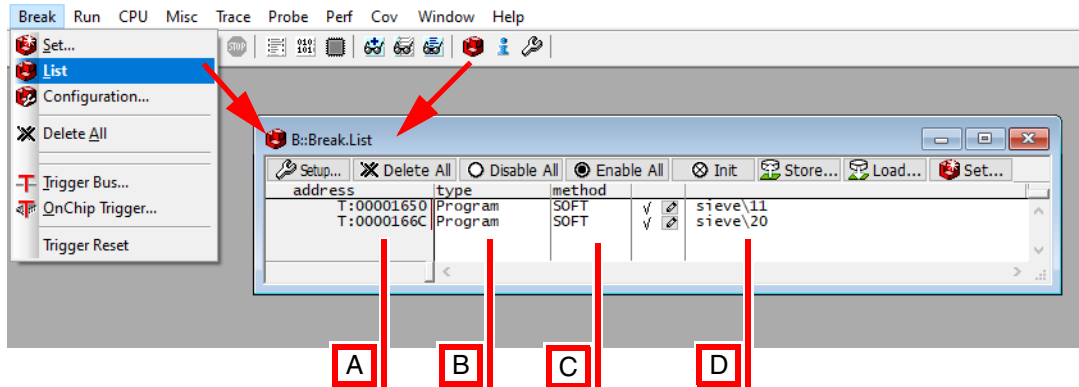 Break Run CPU Misc Trace Probe Perf Cov Window Help
Set...
STOP
010 101
List
Configuration...
Delete All
Trigger Bus...
OnChip Trigger...
Trigger Reset
B::Break.List
Setup... Delete All Disable All Enable All Init Store... Load... Set...
address type method
T:00001650 Program SOFT √ sieve\11
T:0000166C Program SOFT √ sieve\20
A B C D